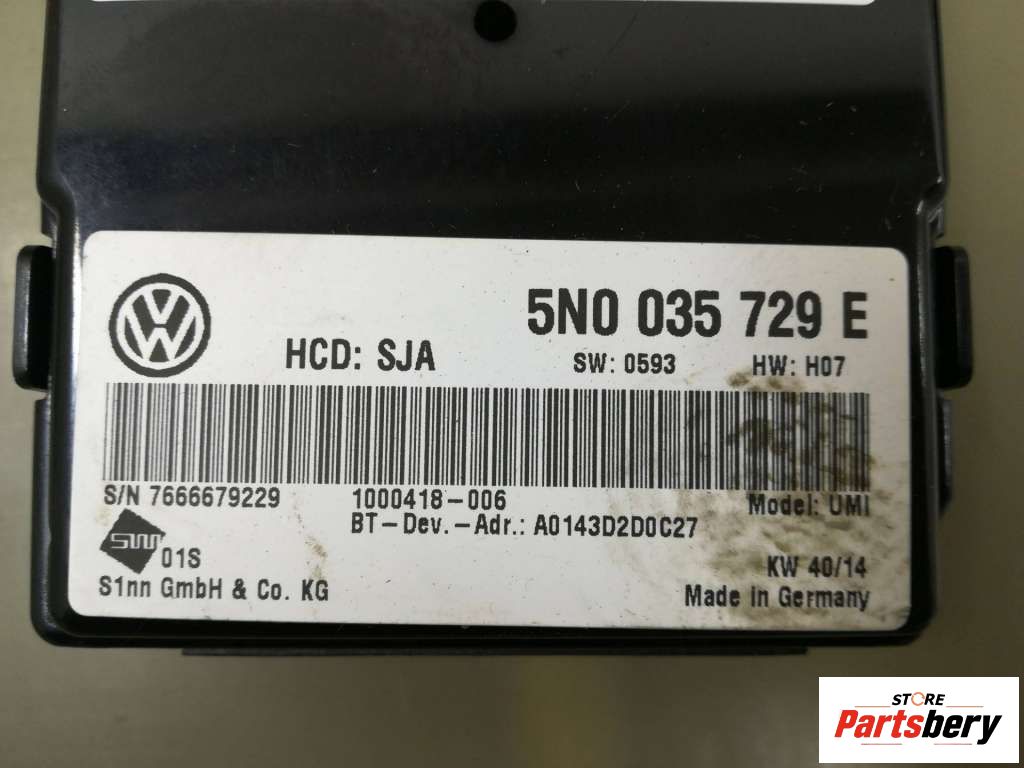 5N0 035 729 E
HCD: SJA
SW: 0593 HW: H07
S/N 7666679229 1000418-006 Model: UMI
BT-Dev.-Adr.: A0143D2D0C27
SW 01S
KW 40/14
S1nn GmbH & Co. KG Made in Germany
STORE
Partsbery